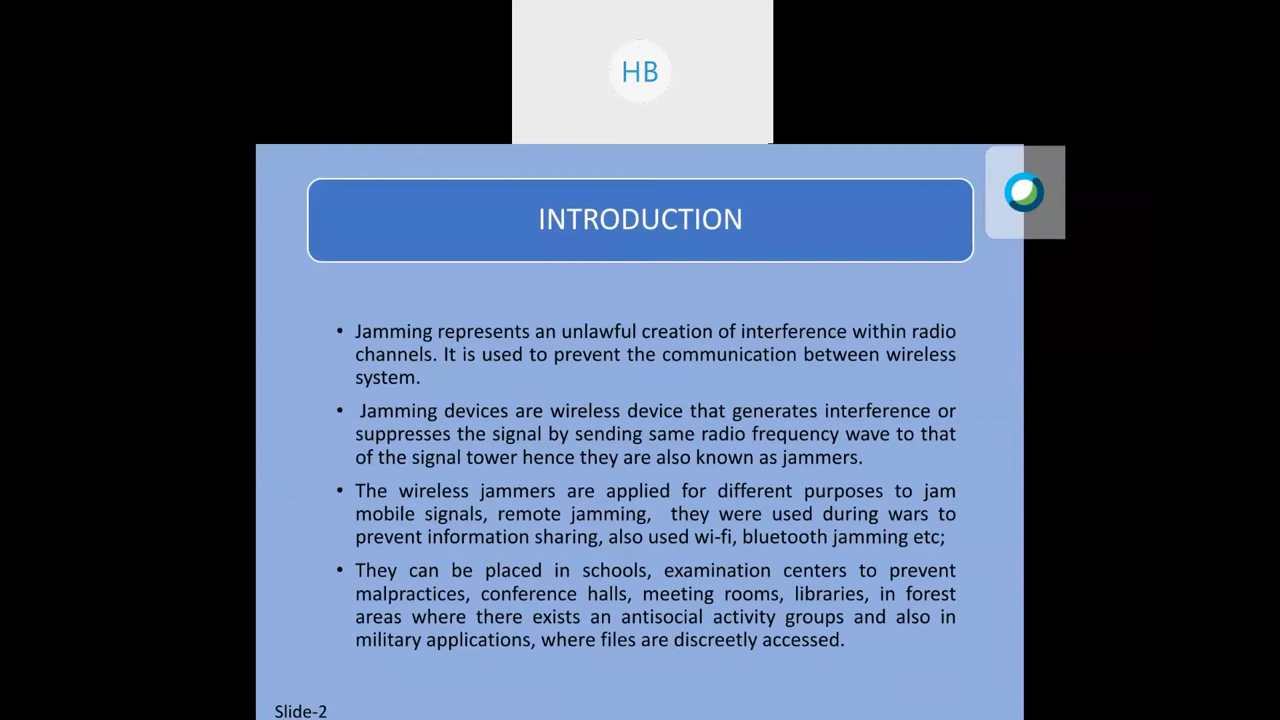 HB
INTRODUCTION
• Jamming represents an unlawful creation of interference within radio
channels. It is used to prevent the communication between wireless
system.
• Jamming devices are wireless device that generates interference or
suppresses the signal by sending same radio frequency wave to that
of the signal tower hence they are also known as jammers.
• The wireless jammers are applied for different purposes to jam
mobile signals, remote jamming, they were used during wars to
prevent information sharing, also used wi-fi, bluetooth jamming etc;
• They can be placed in schools, examination centers to prevent
malpractices, conference halls, meeting rooms, libraries, in forest
areas where there exists an antisocial activity groups and also in
military applications, where files are discreetly accessed.
Slide-2